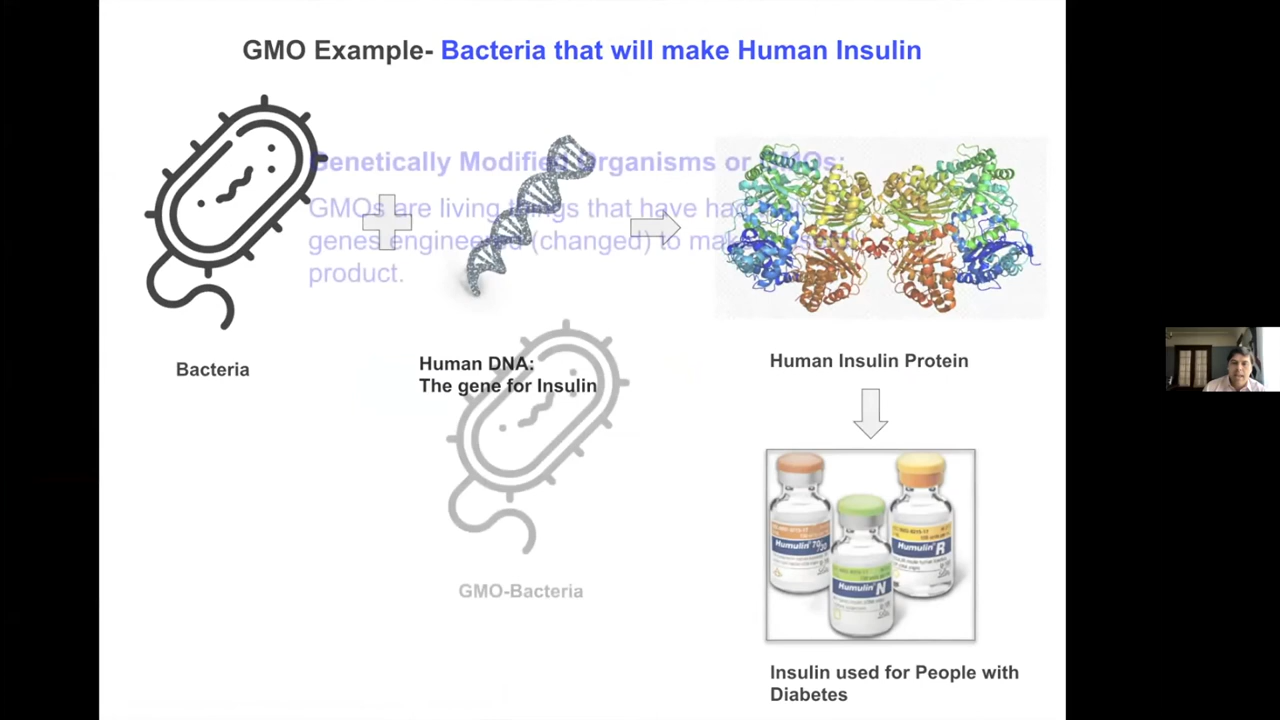 GMO Example- Bacteria that will make Human Insulin
Genetically Modified Organisms or GMOs:
GMOs are living things that have had
genes engineered (changed) to make
product.
Bacteria
Human DNA:
The gene for Insulin
Human Insulin Protein
GMO-Bacteria
Humulin 70/30
Humulin N
Humulin R
Insulin used for People with
Diabetes